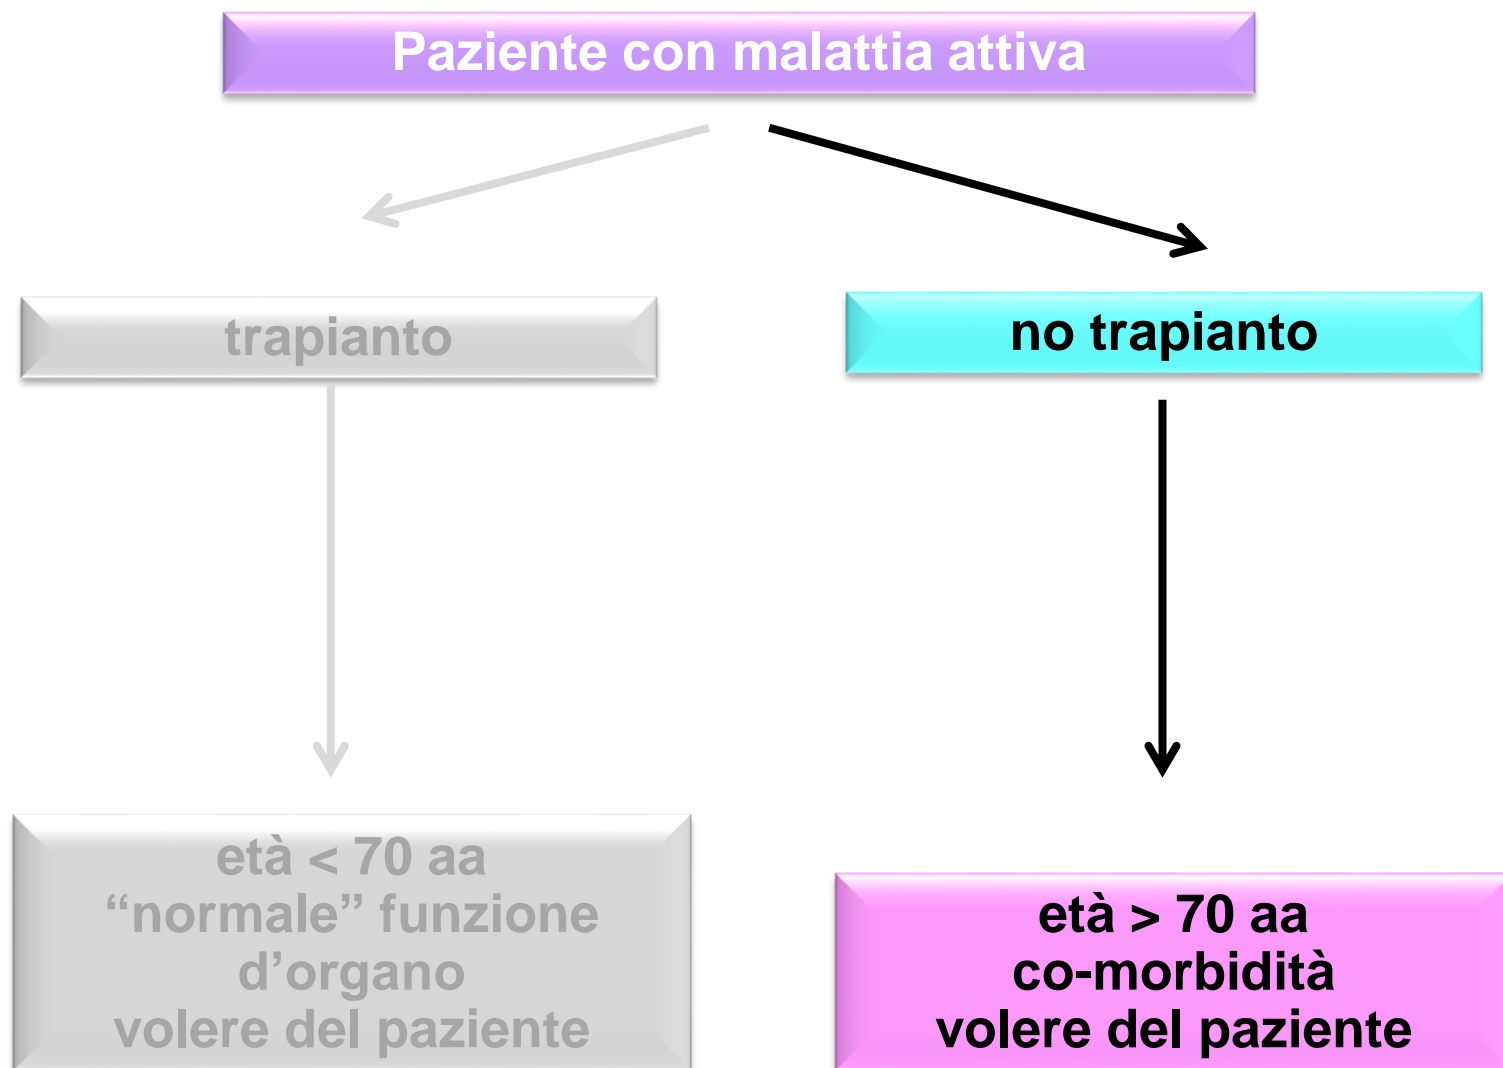 Paziente con malattia attiva
trapianto
no trapianto
età < 70 aa
“normale” funzione
d’organo
volere del paziente
età > 70 aa
co-morbidità
volere del paziente